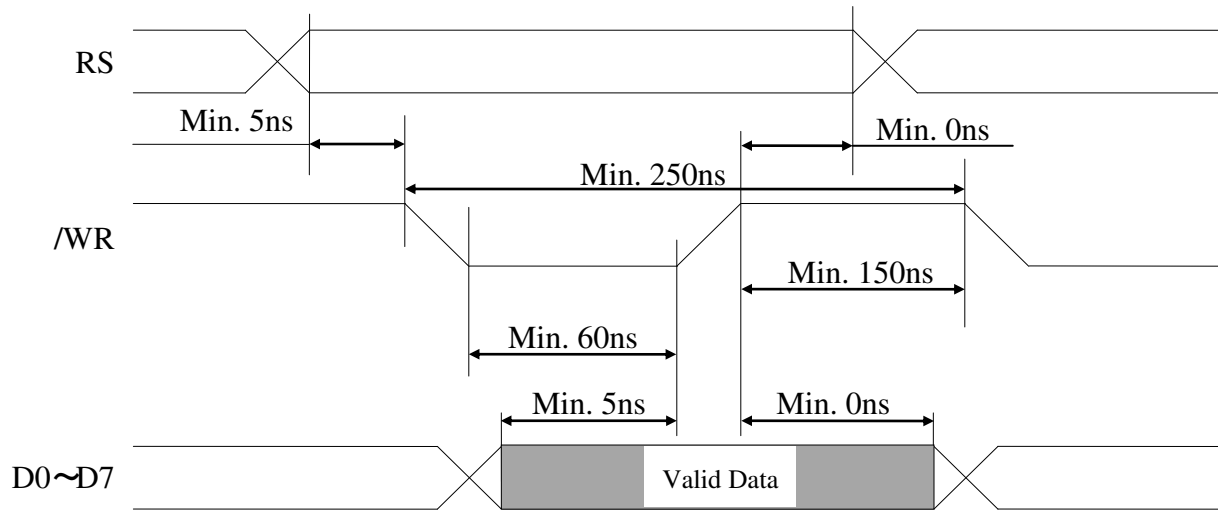 RS
Min. 5ns
Min. 0ns
Min. 250ns
/WR
Min. 150ns
Min. 60ns
Min. 5ns
Min. 0ns
D0～D7
Valid Data